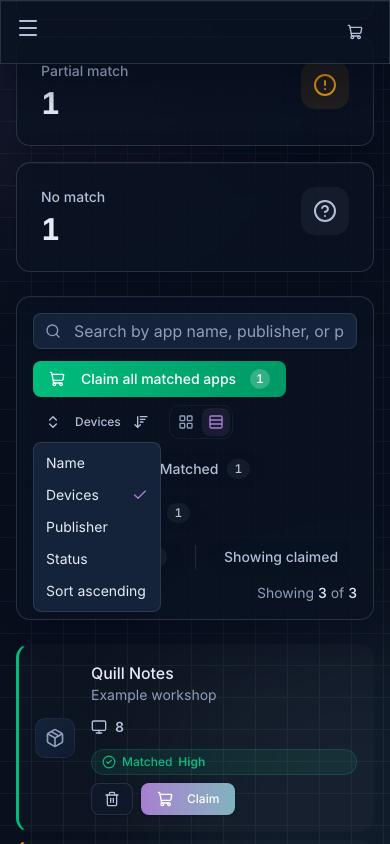 Partial match
1
No match
1
Search by app name, publisher, or p
Claim all matched apps 1
Devices
Name
Matched 1
Devices
1
Publisher
Status
Showing claimed
Sort ascending
Showing 3 of 3
Quill Notes
Example workshop
8
Matched High
Claim